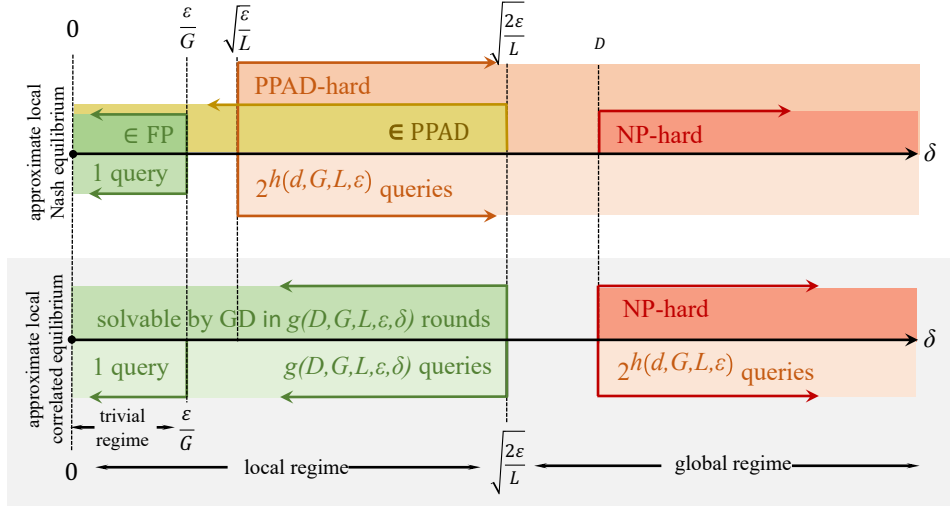 0
ε/G
√(ε/L)
√(2ε/L)
D
approximate local
Nash equilibrium
PPAD-hard
∈ FP
∈ PPAD
NP-hard
δ
1 query
2^h(d,G,L,ε) queries
approximate local
correlated equilibrium
NP-hard
solvable by GD in g(D,G,L,ε,δ) rounds
δ
1 query
g(D,G,L,ε,δ) queries
2^h(d,G,L,ε) queries
trivial
regime
ε/G
0
local regime
√(2ε/L)
global regime